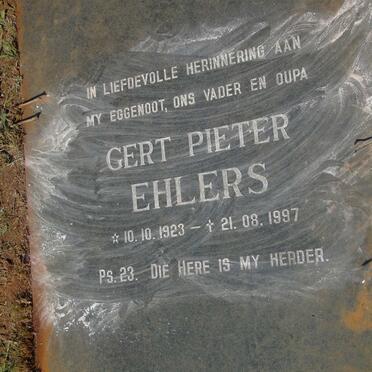 IN LIEFDEVOLLE HERINNERING AAN
MY EGGENOOT, ONS VADER EN OUPA
GERT PIETER
EHLERS
* 10.10.1923 – † 21.08.1997
PS. 23. DIE HERE IS MY HERDER.